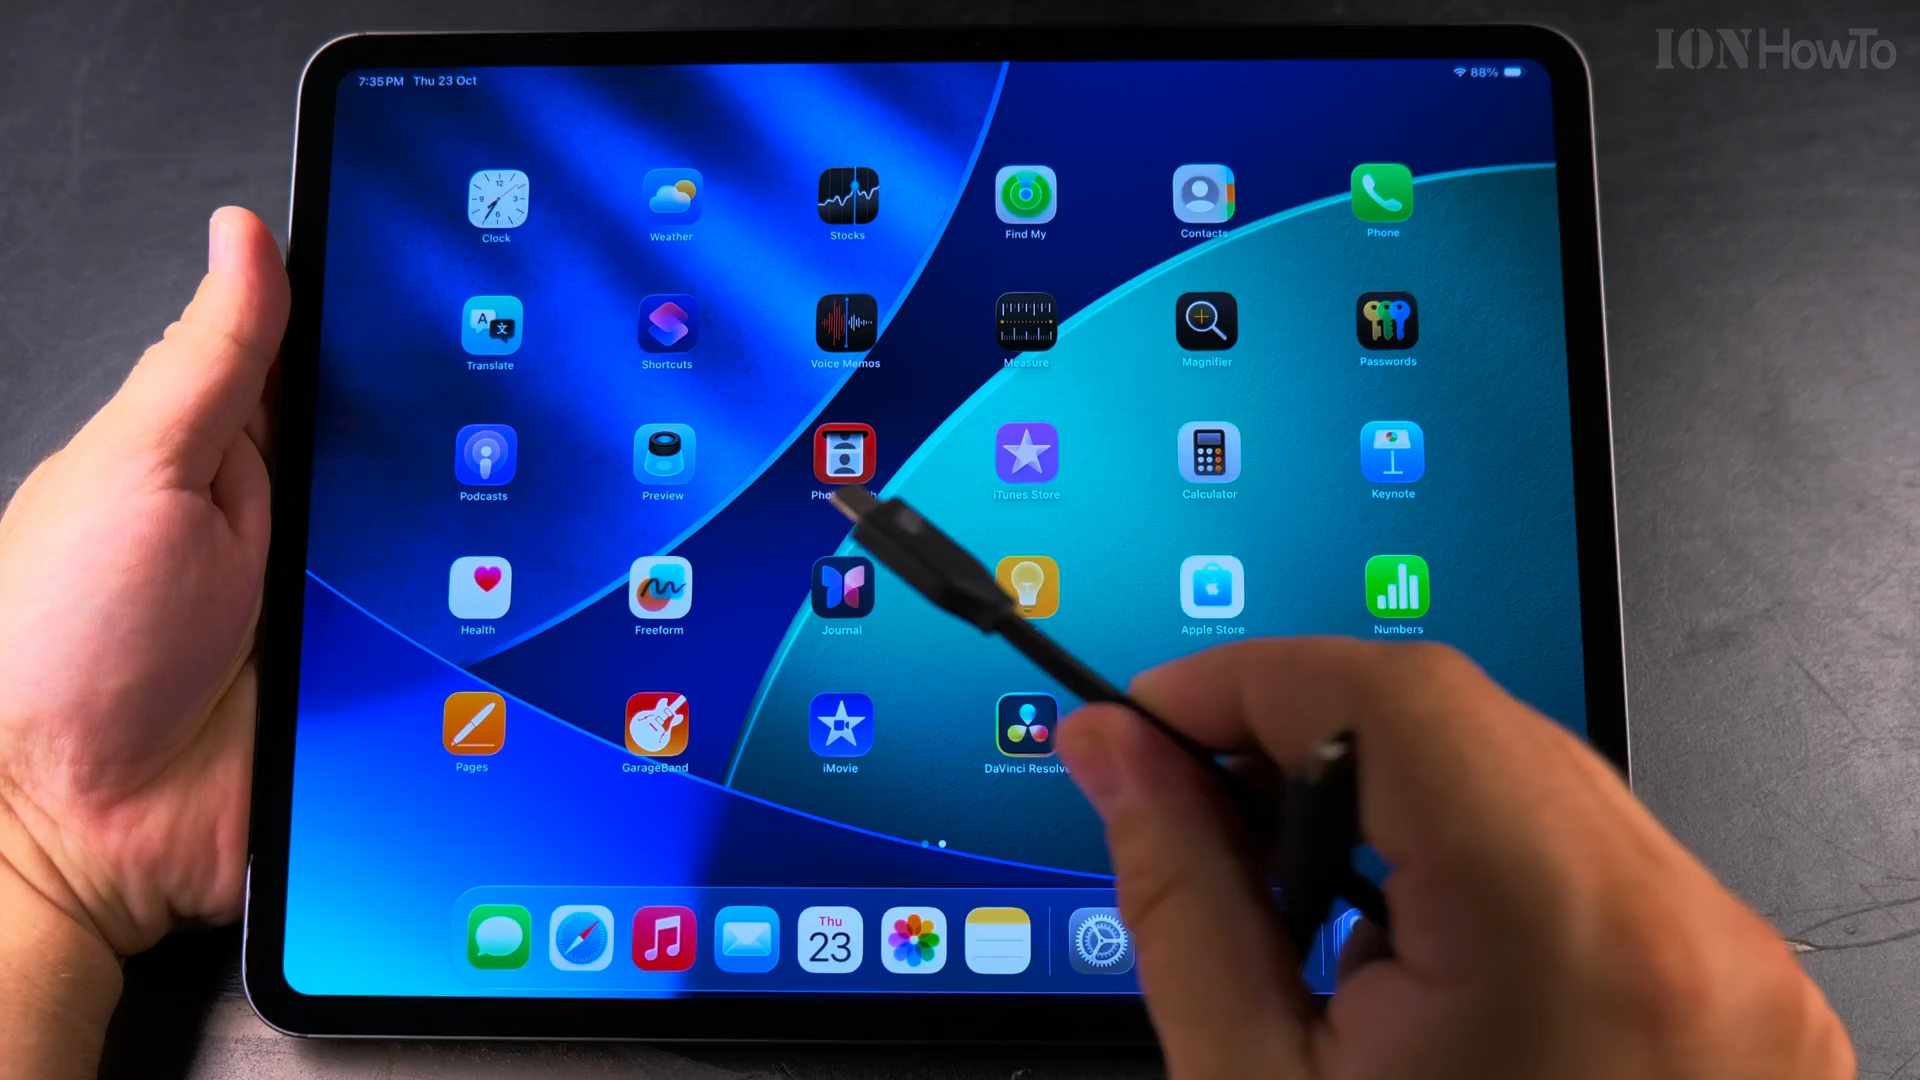 ION HowTo
7:35 PM Thu 23 Oct
88%
Clock
Weather
Stocks
Find My
Contacts
Phone
Translate
Shortcuts
Voice Memos
Measure
Magnifier
Passwords
Podcasts
Preview
iTunes Store
Calculator
Keynote
Health
Freeform
Journal
Apple Store
Numbers
Pages
GarageBand
iMovie
DaVinci Resolve
Thu
23